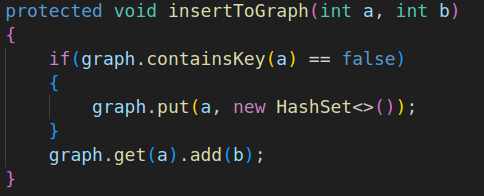 protected void insertToGraph(int a, int b)
{
    if(graph.containsKey(a) == false)
    {
        graph.put(a, new HashSet<>());
    }
    graph.get(a).add(b);
}